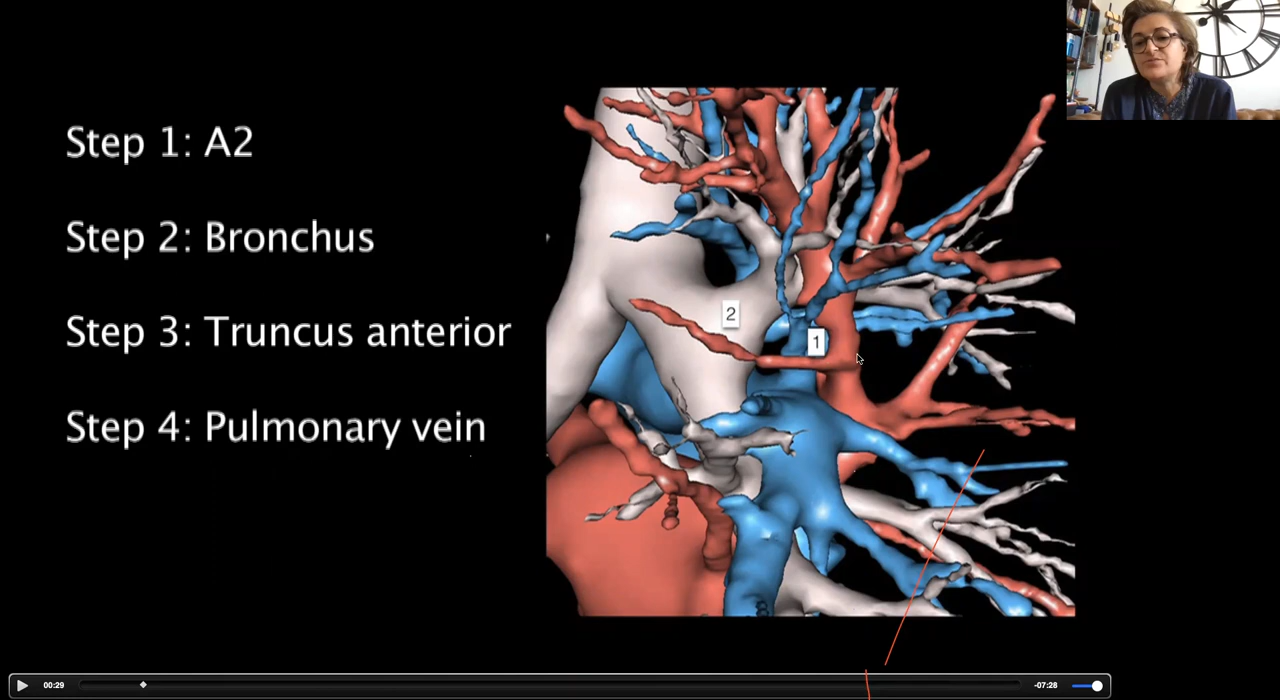 Step 1: A2
Step 2: Bronchus
Step 3: Truncus anterior
Step 4: Pulmonary vein
2
1
00:29
-07:28